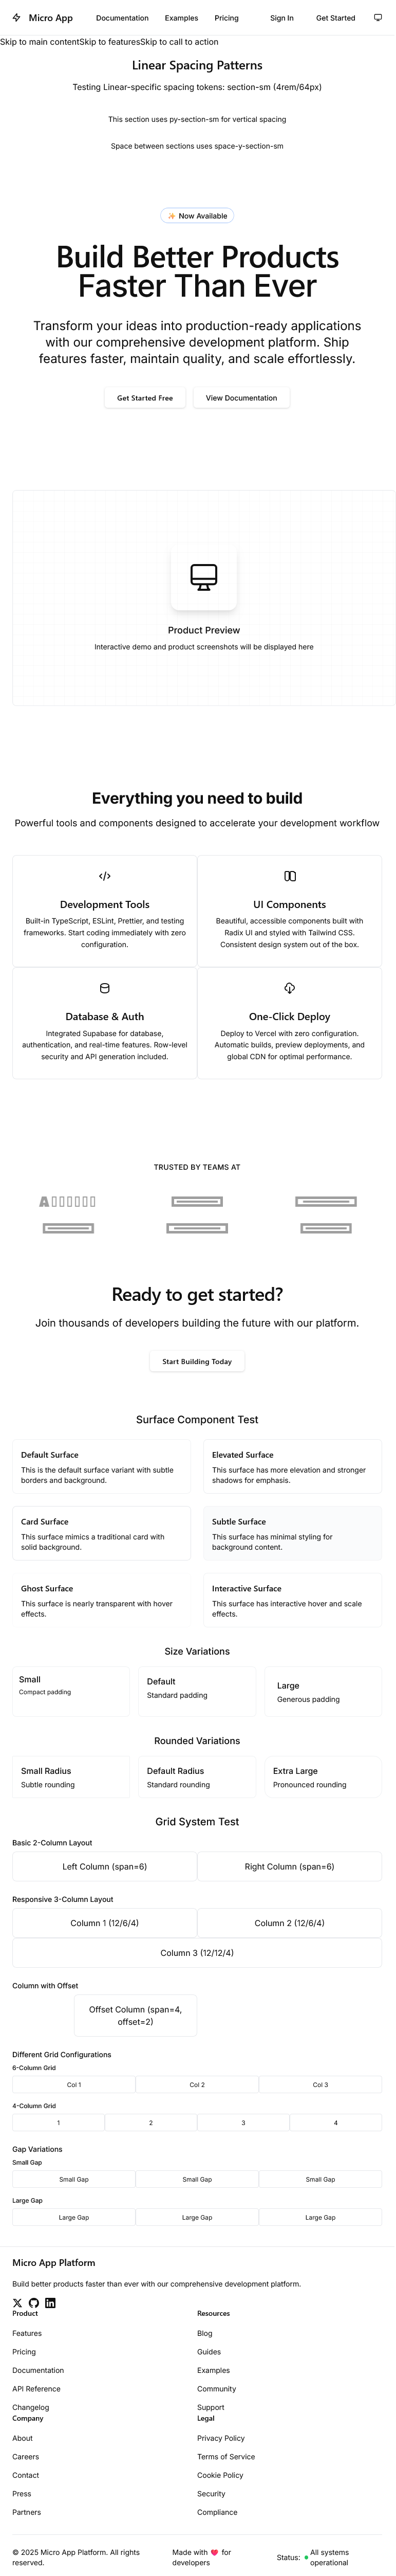 Micro App
Documentation
Examples
Pricing
Sign In
Get Started
Skip to main contentSkip to featuresSkip to call to action
Linear Spacing Patterns
Testing Linear-specific spacing tokens: section-sm (4rem/64px)
This section uses py-section-sm for vertical spacing
Space between sections uses space-y-section-sm
✨ Now Available
Build Better Products
Faster Than Ever
Transform your ideas into production-ready applications
with our comprehensive development platform. Ship
features faster, maintain quality, and scale effortlessly.
Get Started Free
View Documentation
Product Preview
Interactive demo and product screenshots will be displayed here
Everything you need to build
Powerful tools and components designed to accelerate your development workflow
Development Tools
Built-in TypeScript, ESLint, Prettier, and testing
frameworks. Start coding immediately with zero
configuration.
UI Components
Beautiful, accessible components built with
Radix UI and styled with Tailwind CSS.
Consistent design system out of the box.
Database & Auth
Integrated Supabase for database,
authentication, and real-time features. Row-level
security and API generation included.
One-Click Deploy
Deploy to Vercel with zero configuration.
Automatic builds, preview deployments, and
global CDN for optimal performance.
TRUSTED BY TEAMS AT
Ready to get started?
Join thousands of developers building the future with our platform.
Start Building Today
Surface Component Test
Default Surface
This is the default surface variant with subtle
borders and background.
Elevated Surface
This surface has more elevation and stronger
shadows for emphasis.
Card Surface
This surface mimics a traditional card with
solid background.
Subtle Surface
This surface has minimal styling for
background content.
Ghost Surface
This surface is nearly transparent with hover
effects.
Interactive Surface
This surface has interactive hover and scale
effects.
Size Variations
Small
Compact padding
Default
Standard padding
Large
Generous padding
Rounded Variations
Small Radius
Subtle rounding
Default Radius
Standard rounding
Extra Large
Pronounced rounding
Grid System Test
Basic 2-Column Layout
Left Column (span=6)
Right Column (span=6)
Responsive 3-Column Layout
Column 1 (12/6/4)
Column 2 (12/6/4)
Column 3 (12/12/4)
Column with Offset
Offset Column (span=4,
offset=2)
Different Grid Configurations
6-Column Grid
Col 1
Col 2
Col 3
4-Column Grid
1
2
3
4
Gap Variations
Small Gap
Small Gap
Small Gap
Small Gap
Large Gap
Large Gap
Large Gap
Large Gap
Micro App Platform
Build better products faster than ever with our comprehensive development platform.
Product
Features
Pricing
Documentation
API Reference
Changelog
Resources
Blog
Guides
Examples
Community
Support
Company
About
Careers
Contact
Press
Partners
Legal
Privacy Policy
Terms of Service
Cookie Policy
Security
Compliance
© 2025 Micro App Platform. All rights
reserved.
Made with ❤️ for
developers
Status:
All systems
operational